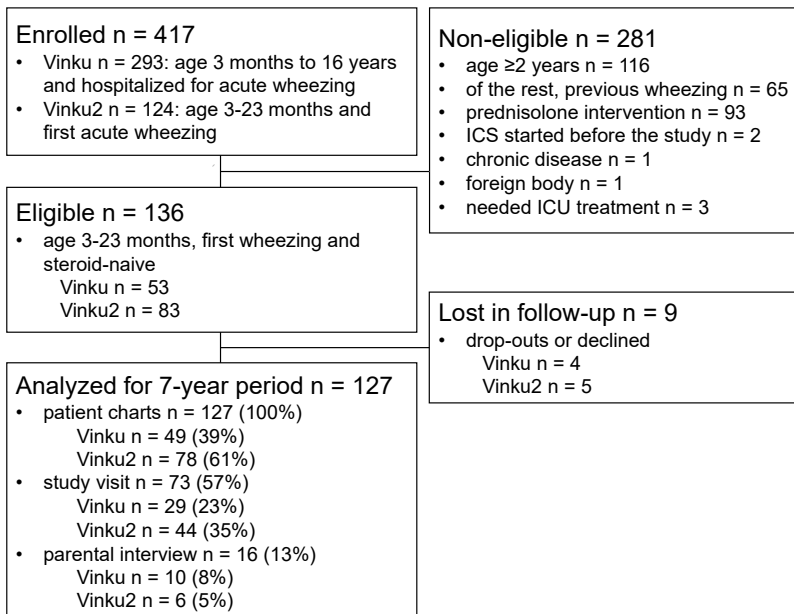 Enrolled n = 417
• Vinku n = 293: age 3 months to 16 years
and hospitalized for acute wheezing
• Vinku2 n = 124: age 3-23 months and
first acute wheezing
Non-eligible n = 281
• age ≥2 years n = 116
• of the rest, previous wheezing n = 65
• prednisolone intervention n = 93
• ICS started before the study n = 2
• chronic disease n = 1
• foreign body n = 1
• needed ICU treatment n = 3
Eligible n = 136
• age 3-23 months, first wheezing and
steroid-naive
Vinku n = 53
Vinku2 n = 83
Lost in follow-up n = 9
• drop-outs or declined
Vinku n = 4
Vinku2 n = 5
Analyzed for 7-year period n = 127
• patient charts n = 127 (100%)
Vinku n = 49 (39%)
Vinku2 n = 78 (61%)
• study visit n = 73 (57%)
Vinku n = 29 (23%)
Vinku2 n = 44 (35%)
• parental interview n = 16 (13%)
Vinku n = 10 (8%)
Vinku2 n = 6 (5%)